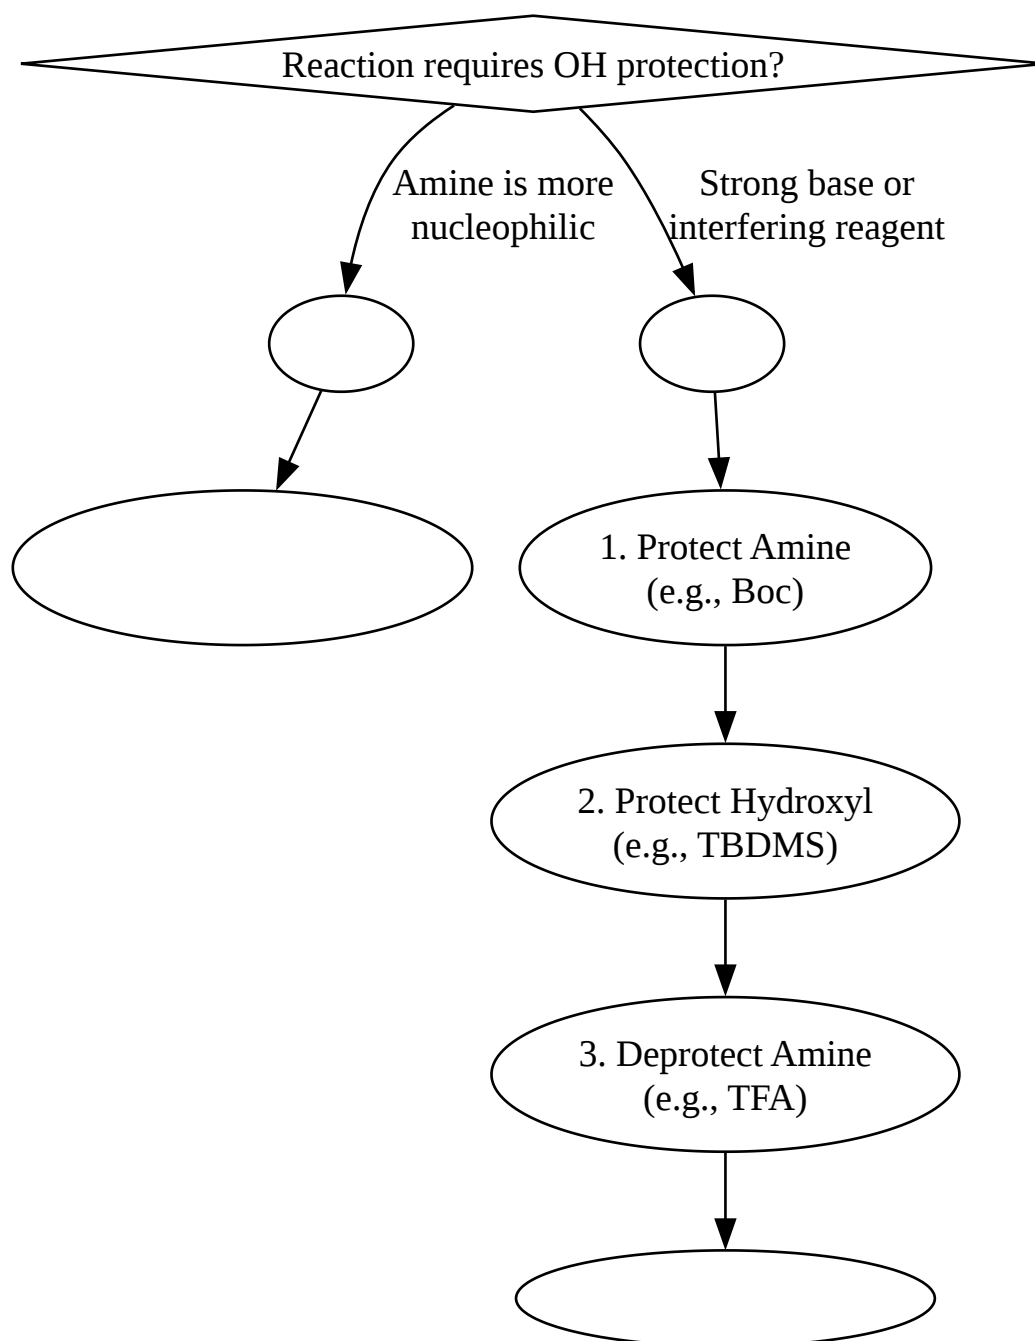 Reaction requires OH protection?
Amine is more
nucleophilic
Strong base or
interfering reagent
1. Protect Amine
(e.g., Boc)
2. Protect Hydroxyl
(e.g., TBDMS)
3. Deprotect Amine
(e.g., TFA)